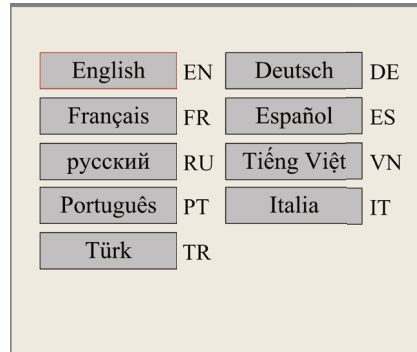 English EN Deutsch DE
Français FR Español ES
русский RU Tiếng Việt VN
Português PT Italia IT
Türk TR